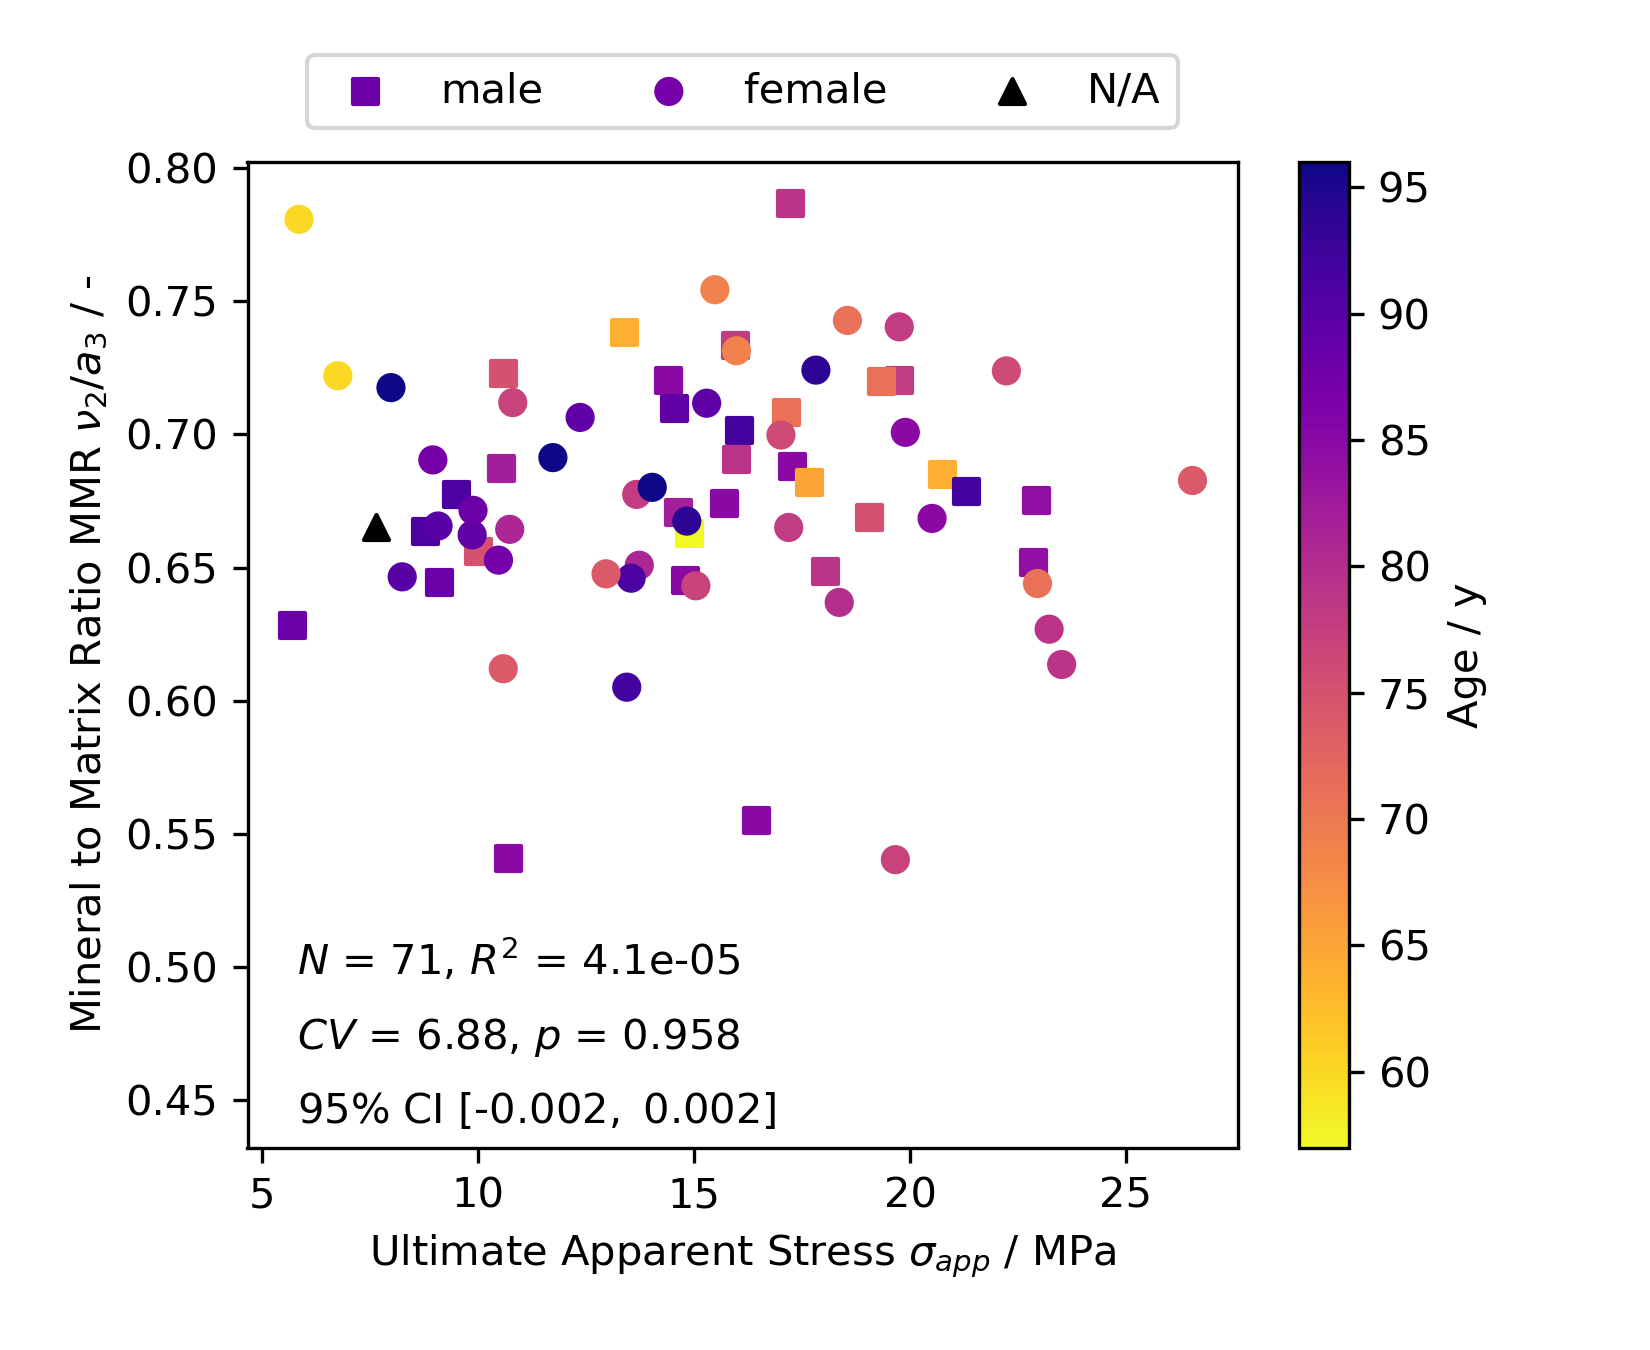 male female N/A
0.80
0.75
0.70
0.65
0.60
0.55
0.50
0.45
Mineral to Matrix Ratio MMR ν₂/a₃ / -
N = 71, R² = 4.1e-05
CV = 6.88, p = 0.958
95% CI [-0.002, 0.002]
5 10 15 20 25
Ultimate Apparent Stress σ_app / MPa
95
90
85
80
75
70
65
60
Age / y